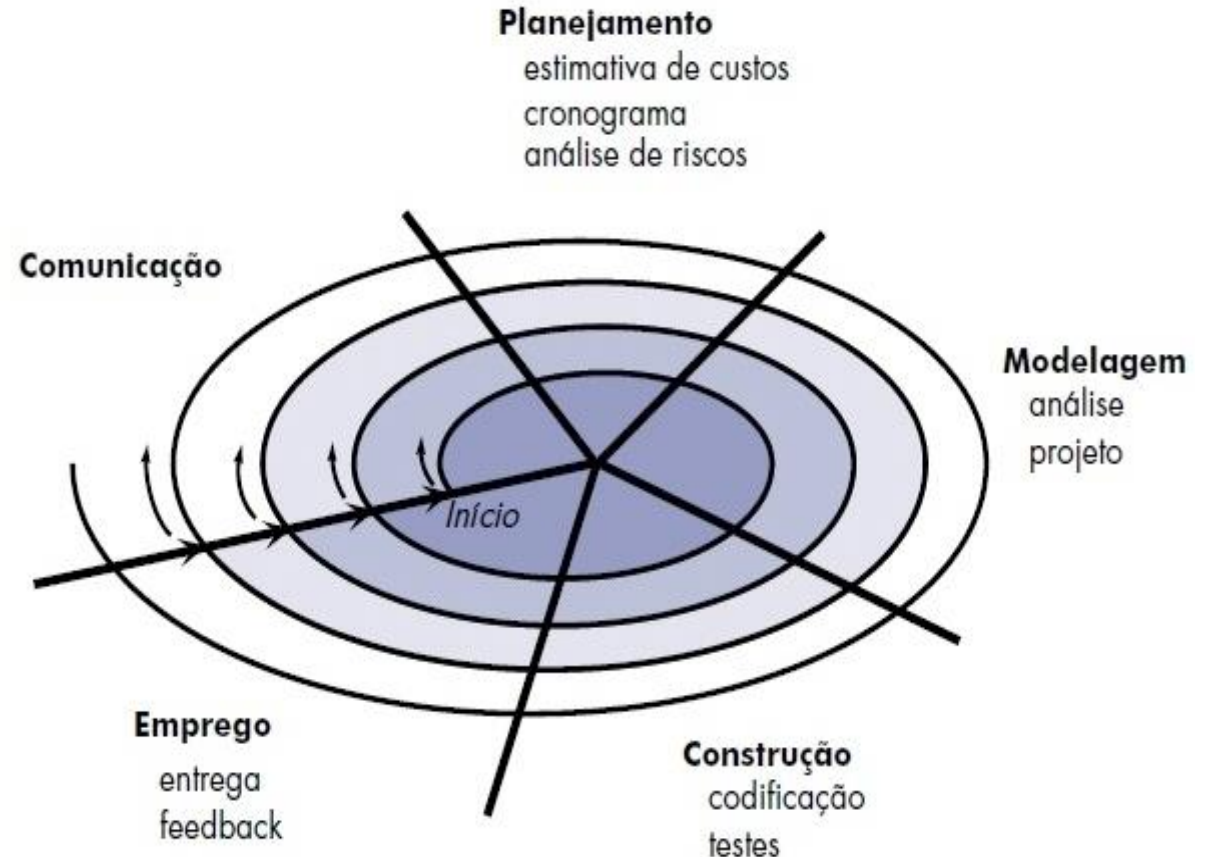 Planejamento
estimativa de custos
cronograma
análise de riscos
Comunicação
Modelagem
análise
projeto
Início
Emprego
entrega
feedback
Construção
codificação
testes